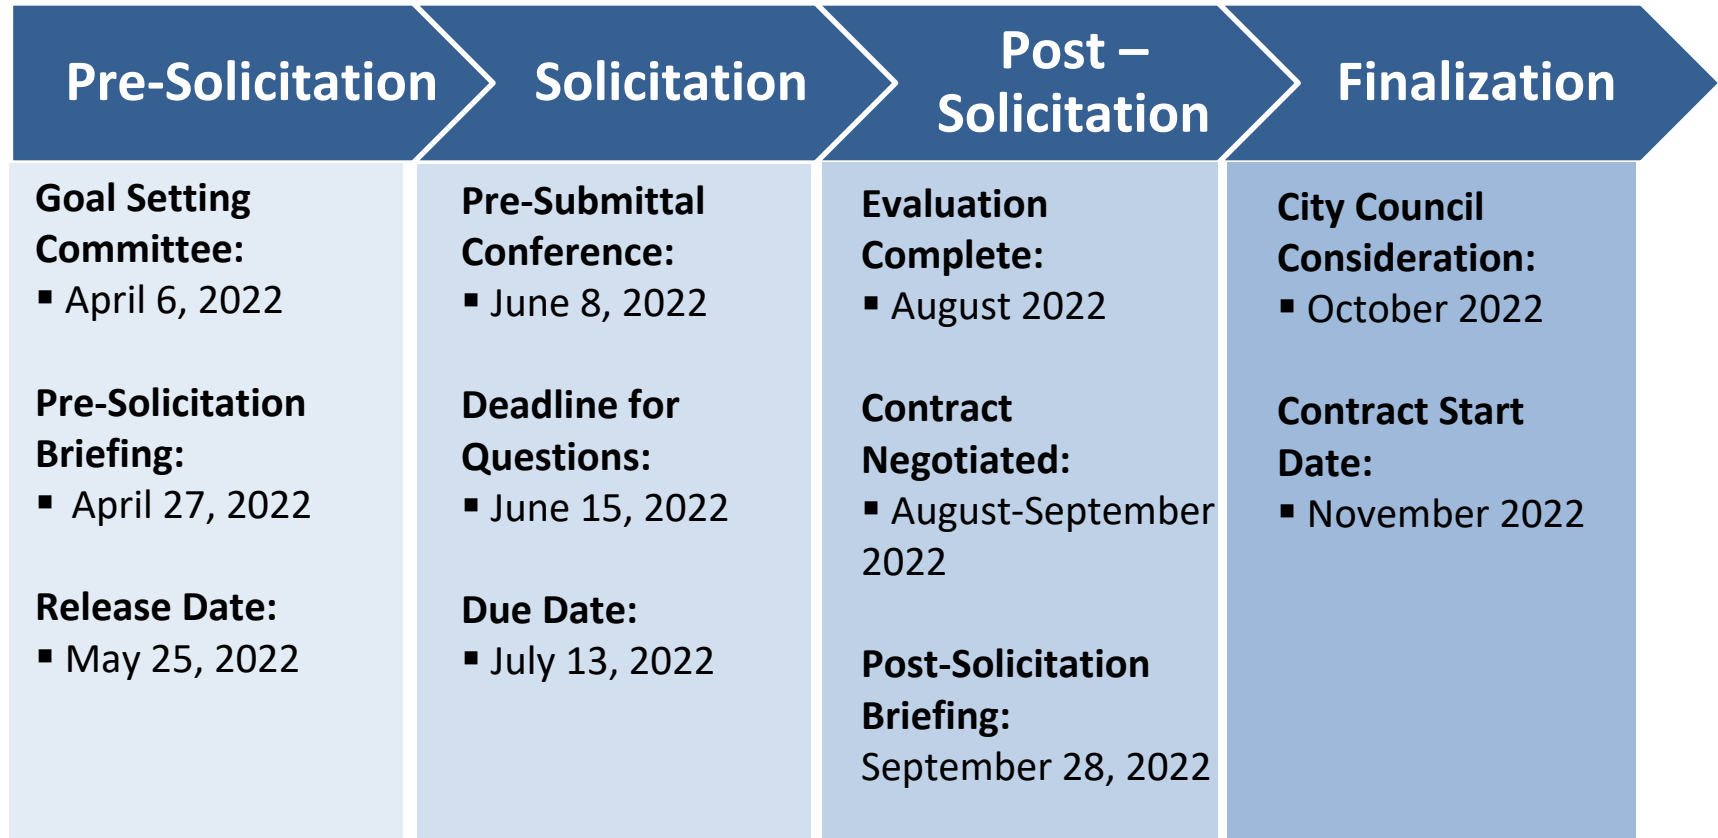 Pre-Solicitation
Solicitation
Post –
Solicitation
Finalization
Goal Setting
Committee:
▪ April 6, 2022
Pre-Solicitation
Briefing:
▪ April 27, 2022
Release Date:
▪ May 25, 2022
Pre-Submittal
Conference:
▪ June 8, 2022
Deadline for
Questions:
▪ June 15, 2022
Due Date:
▪ July 13, 2022
Evaluation
Complete:
▪ August 2022
Contract
Negotiated:
▪ August-September
2022
Post-Solicitation
Briefing:
September 28, 2022
City Council
Consideration:
▪ October 2022
Contract Start
Date:
▪ November 2022